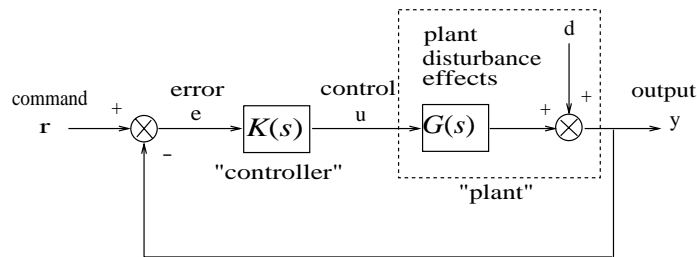 plant
disturbance
effects
d
command
r
+
error
e
control
u
K(s)
G(s)
+
+
output
y
−
"controller"
"plant"